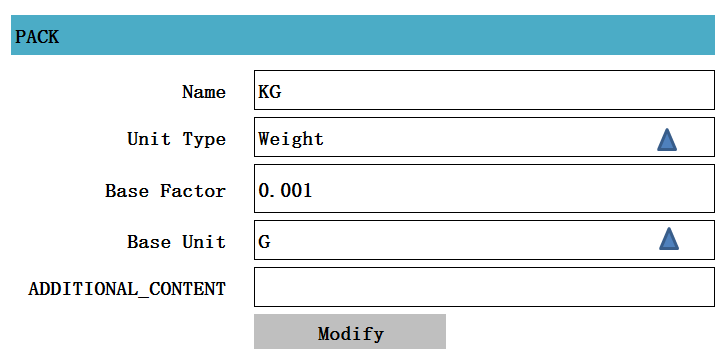 PACK
Name KG
Unit Type Weight
Base Factor 0.001
Base Unit G
ADDITIONAL_CONTENT
Modify